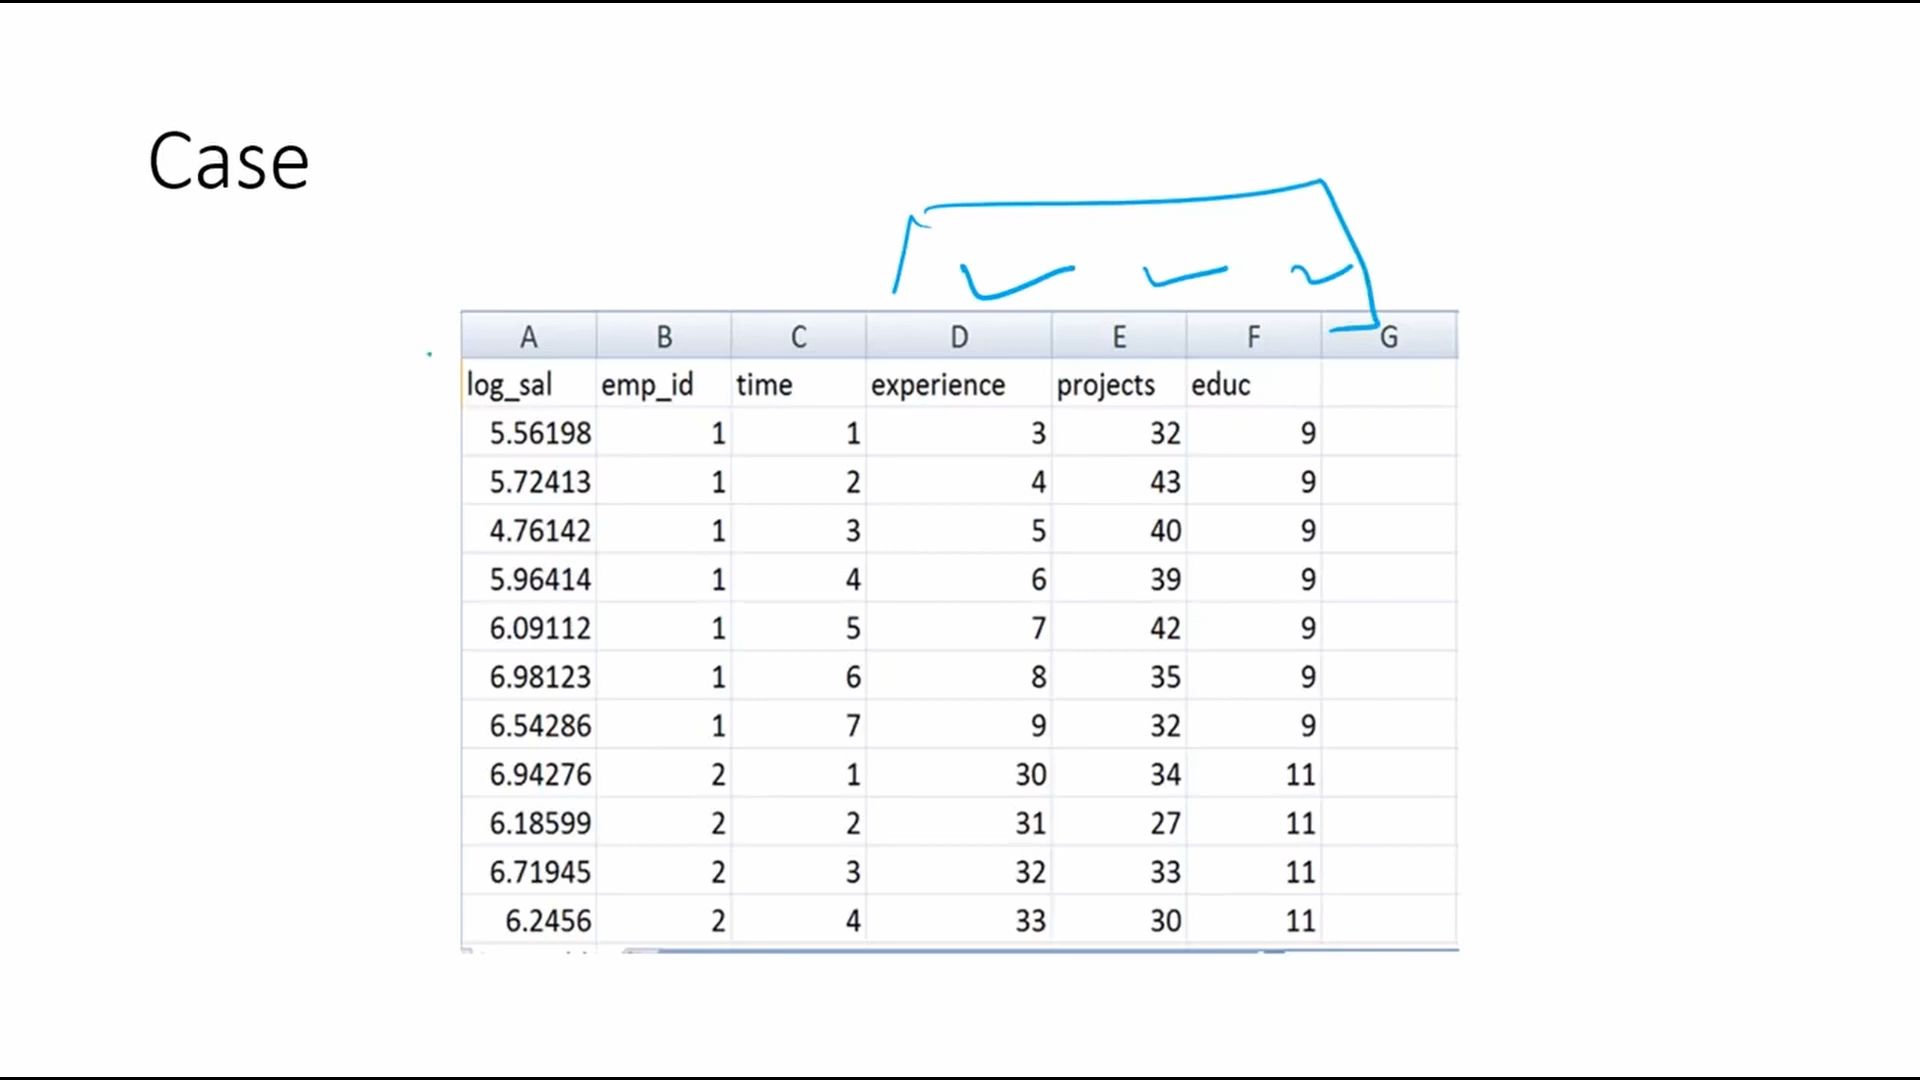 Case
A B C D E F G
log_sal emp_id time experience projects educ
5.56198 1 1 3 32 9
5.72413 1 2 4 43 9
4.76142 1 3 5 40 9
5.96414 1 4 6 39 9
6.09112 1 5 7 42 9
6.98123 1 6 8 35 9
6.54286 1 7 9 32 9
6.94276 2 1 30 34 11
6.18599 2 2 31 27 11
6.71945 2 3 32 33 11
6.2456 2 4 33 30 11